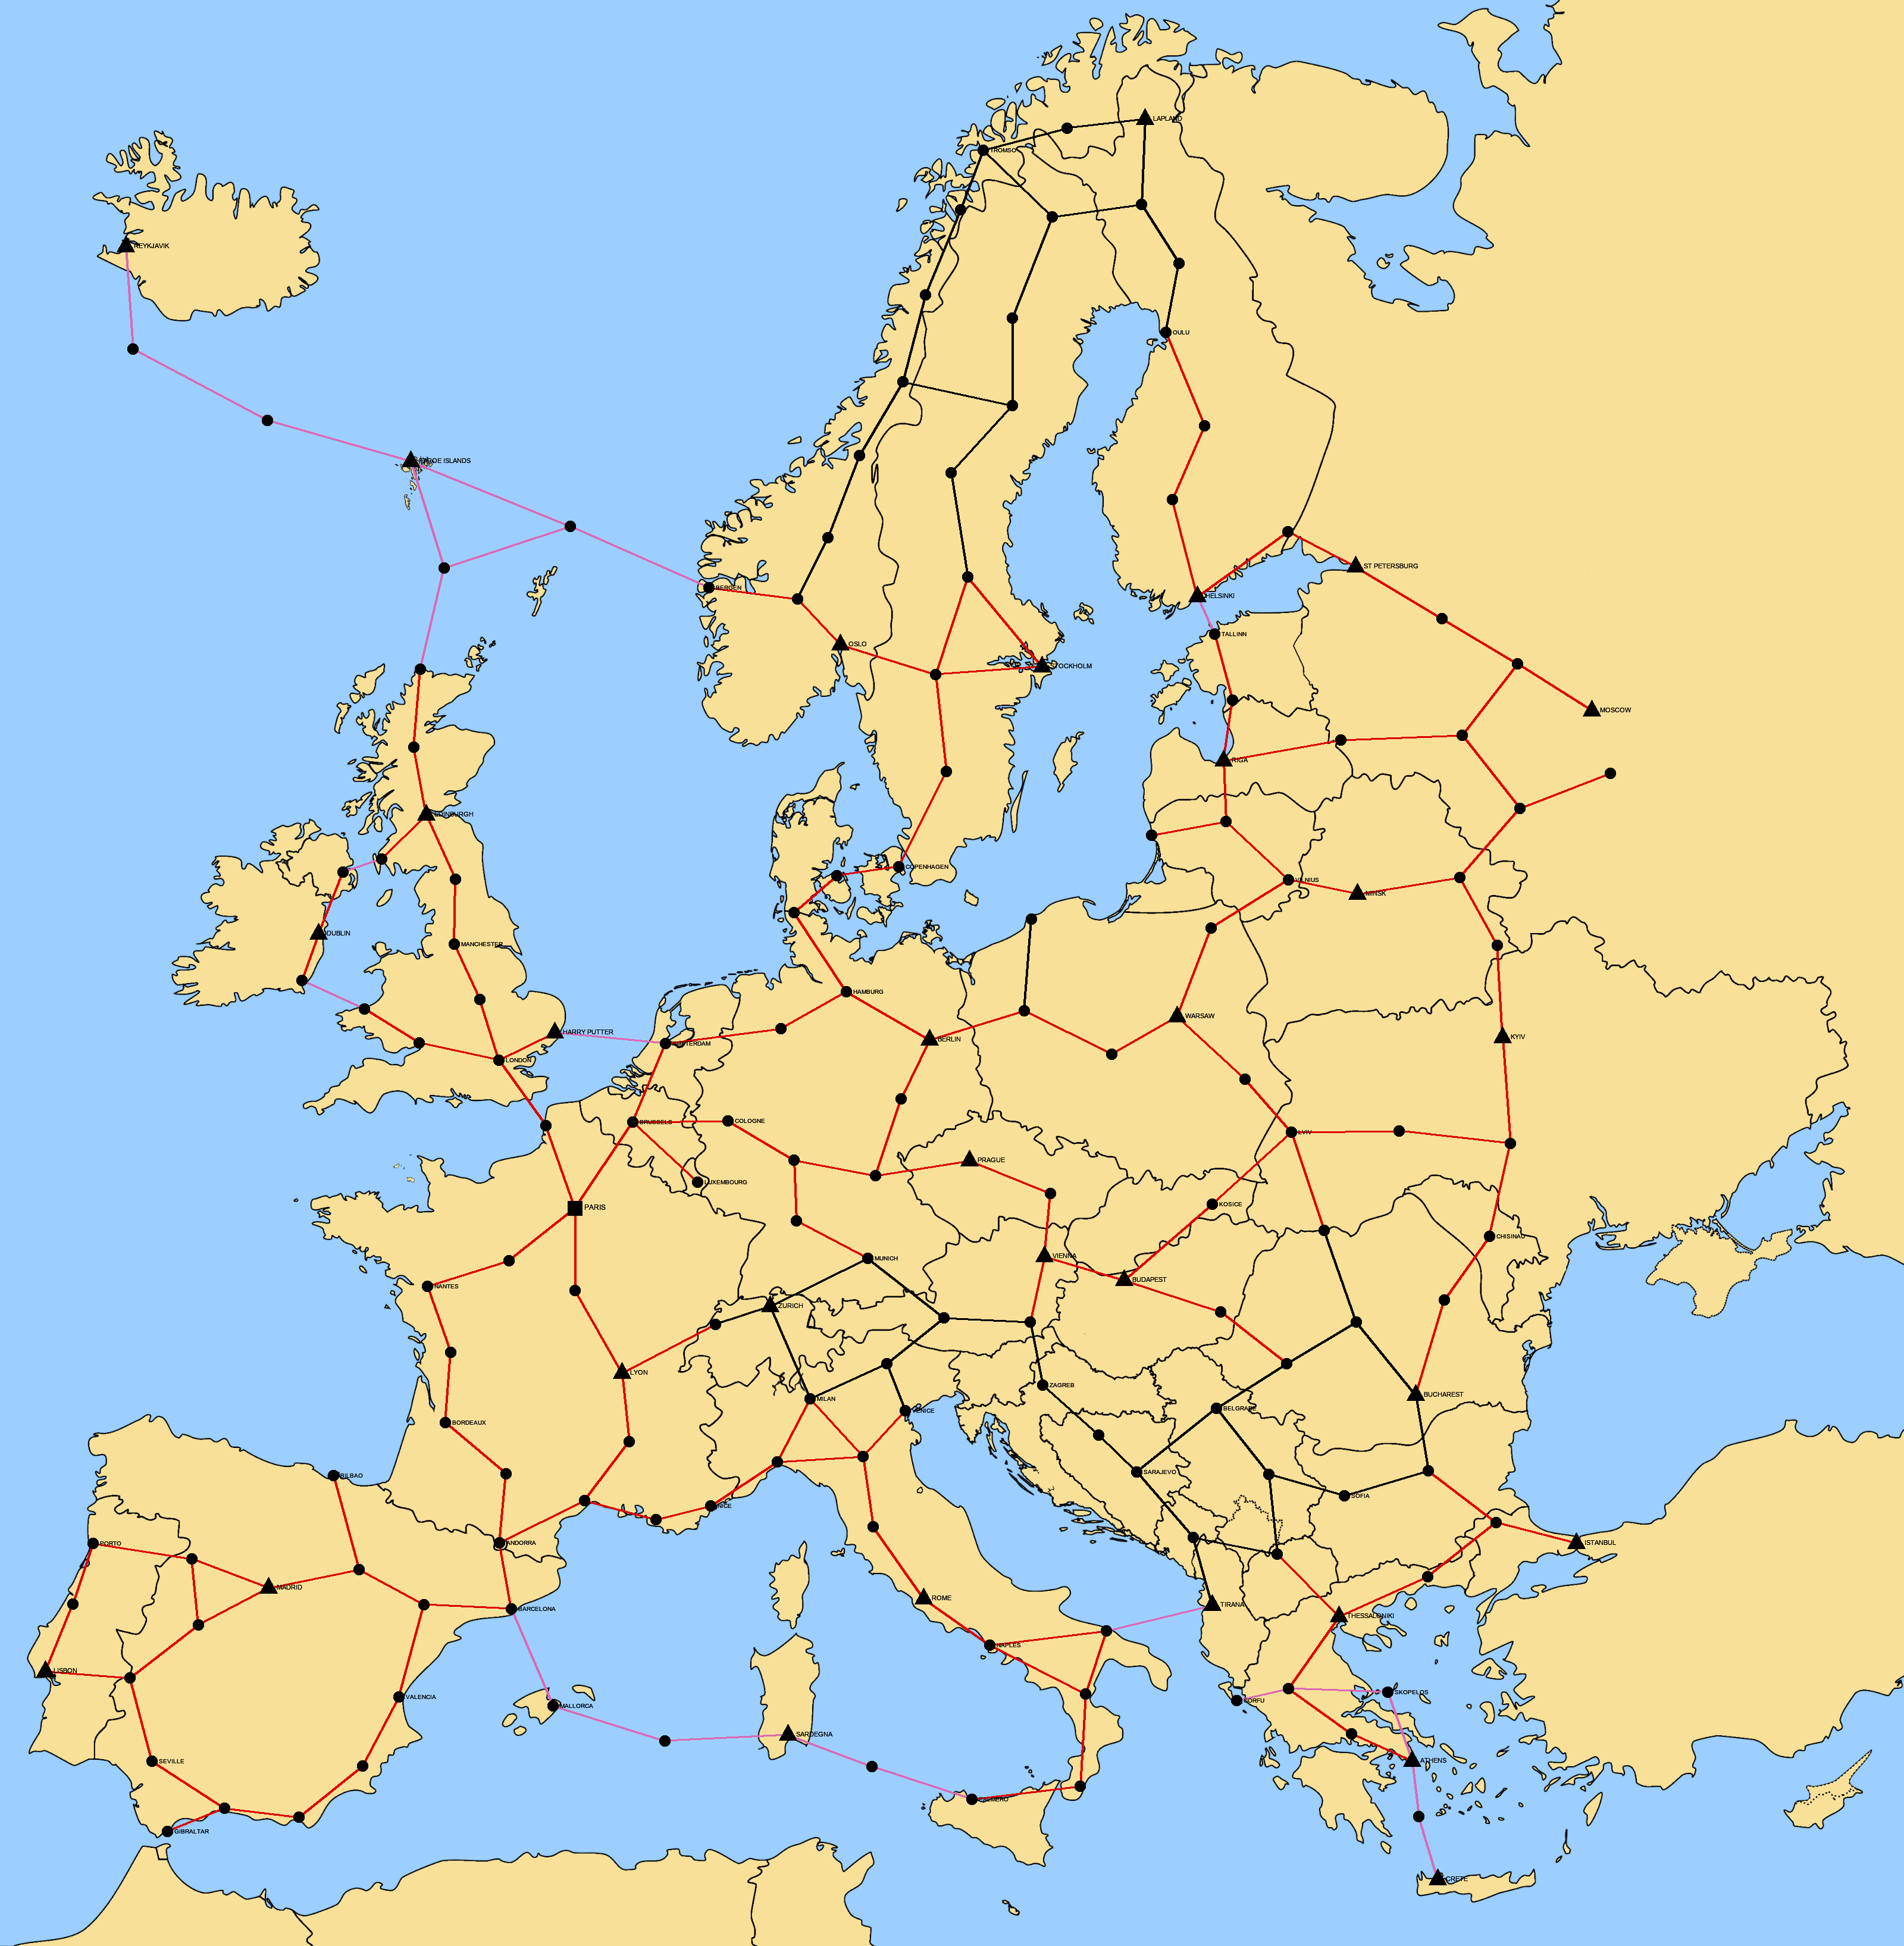 LAPLAND
TROMSO
REYKJAVIK
OULU
FAROE ISLANDS
ST PETERSBURG
BERGEN
HELSINKI
TALLINN
OSLO
STOCKHOLM
MOSCOW
RIGA
EDINBURGH
COPENHAGEN
VILNIUS
MINSK
DUBLIN
MANCHESTER
HAMBURG
WARSAW
HARRY PUTTER
KYIV
BERLIN
AMSTERDAM
LONDON
COLOGNE
BRUSSELS
LVIV
PRAGUE
LUXEMBOURG
KOSICE
PARIS
CHISINAU
VIENNA
MUNICH
BUDAPEST
NANTES
ZURICH
LYON
ZAGREB
BUCHAREST
MILAN
BELGRADE
VENICE
BORDEAUX
SARAJEVO
BILBAO
SOFIA
NICE
PORTO
ANDORRA
ISTANBUL
MADRID
ROME
TIRANA
BARCELONA
THESSALONIKI
NAPLES
LISBON
SKOPELOS
VALENCIA
CORFU
MALLORCA
SARDEGNA
SEVILLE
ATHENS
PALMERO
GIBRALTAR
CRETE